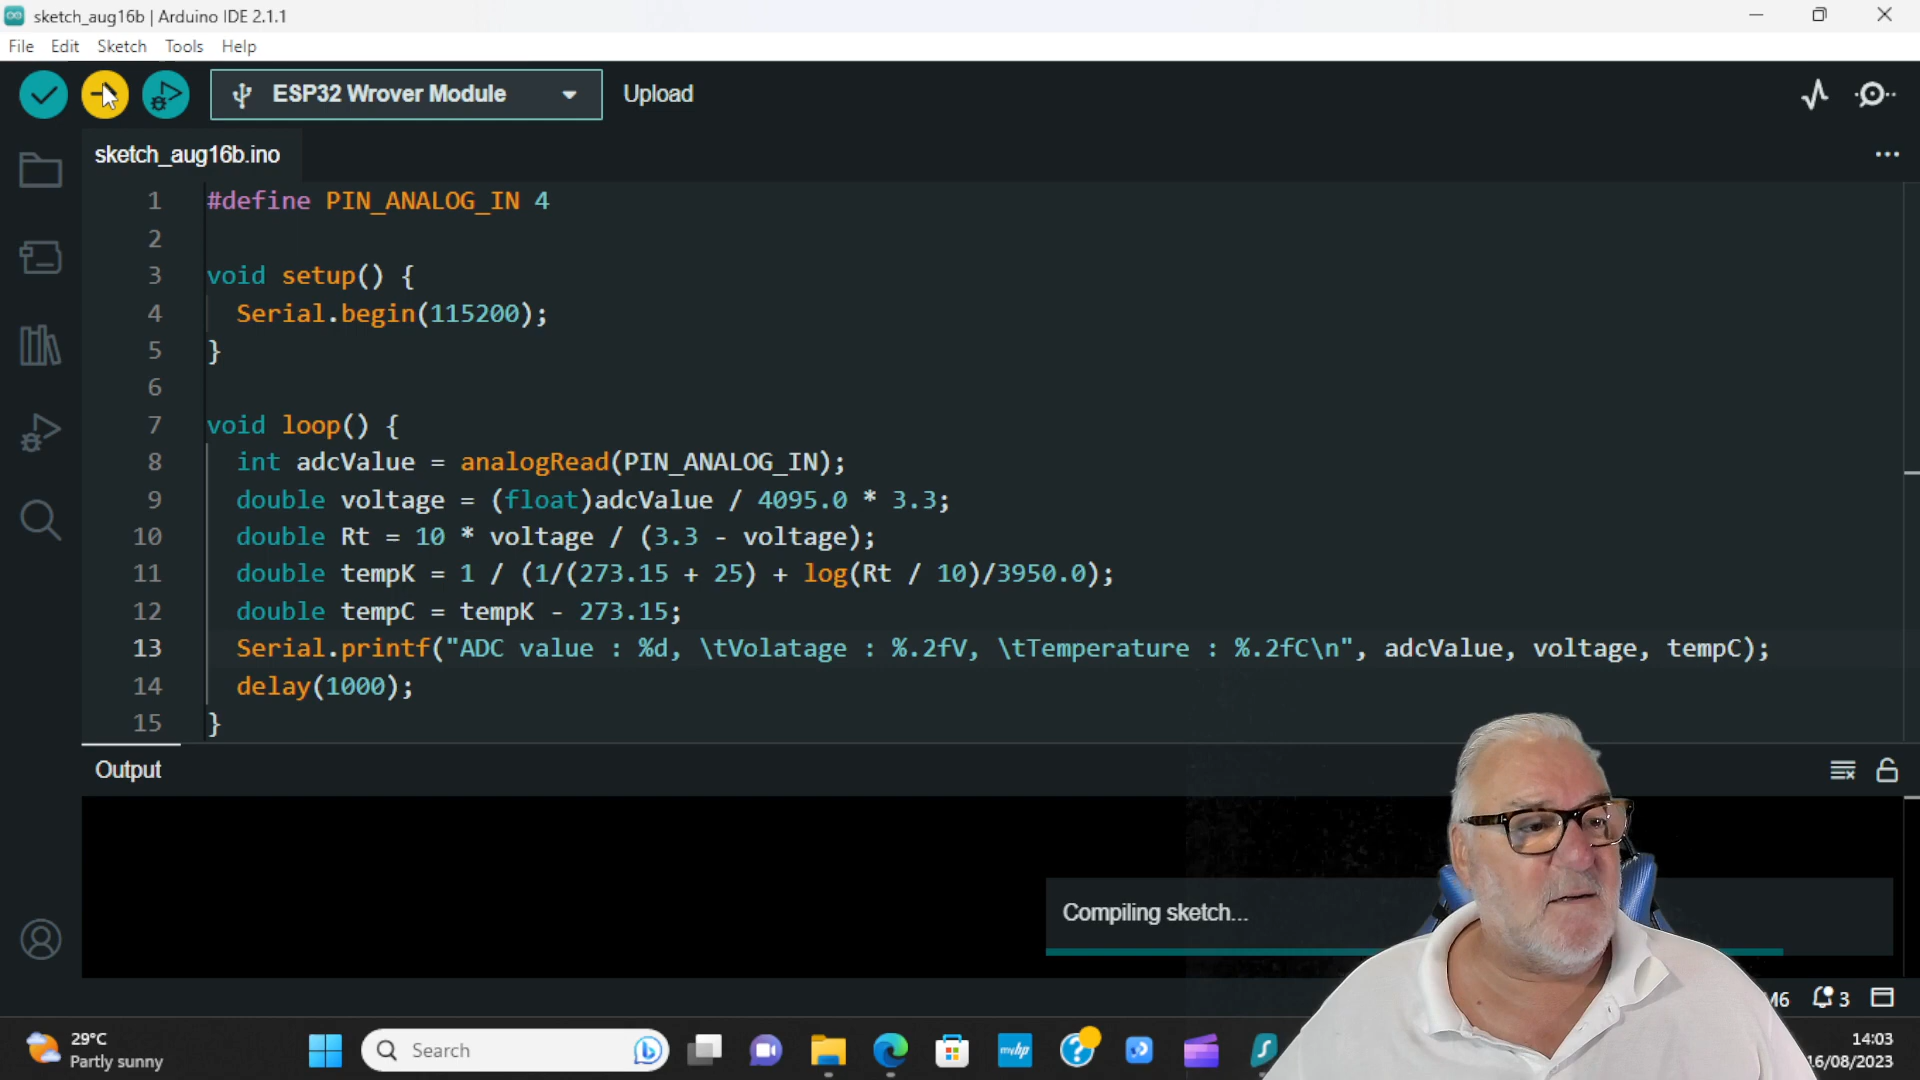 sketch_aug16b | Arduino IDE 2.1.1
File Edit Sketch Tools Help
ESP32 Wrover Module
Upload
sketch_aug16b.ino
1 #define PIN_ANALOG_IN 4
2
3 void setup() {
4 Serial.begin(115200);
5 }
6
7 void loop() {
8 int adcValue = analogRead(PIN_ANALOG_IN);
9 double voltage = (float)adcValue / 4095.0 * 3.3;
10 double Rt = 10 * voltage / (3.3 - voltage);
11 double tempK = 1 / (1/(273.15 + 25) + log(Rt / 10)/3950.0);
12 double tempC = tempK - 273.15;
13 Serial.printf("ADC value : %d, \tVolatage : %.2fV, \tTemperature : %.2fC\n", adcValue, voltage, tempC);
14 delay(1000);
15 }
Output
Compiling sketch...
M6 3
29°C
Partly sunny
Search
myhp
14:03
16/08/2023